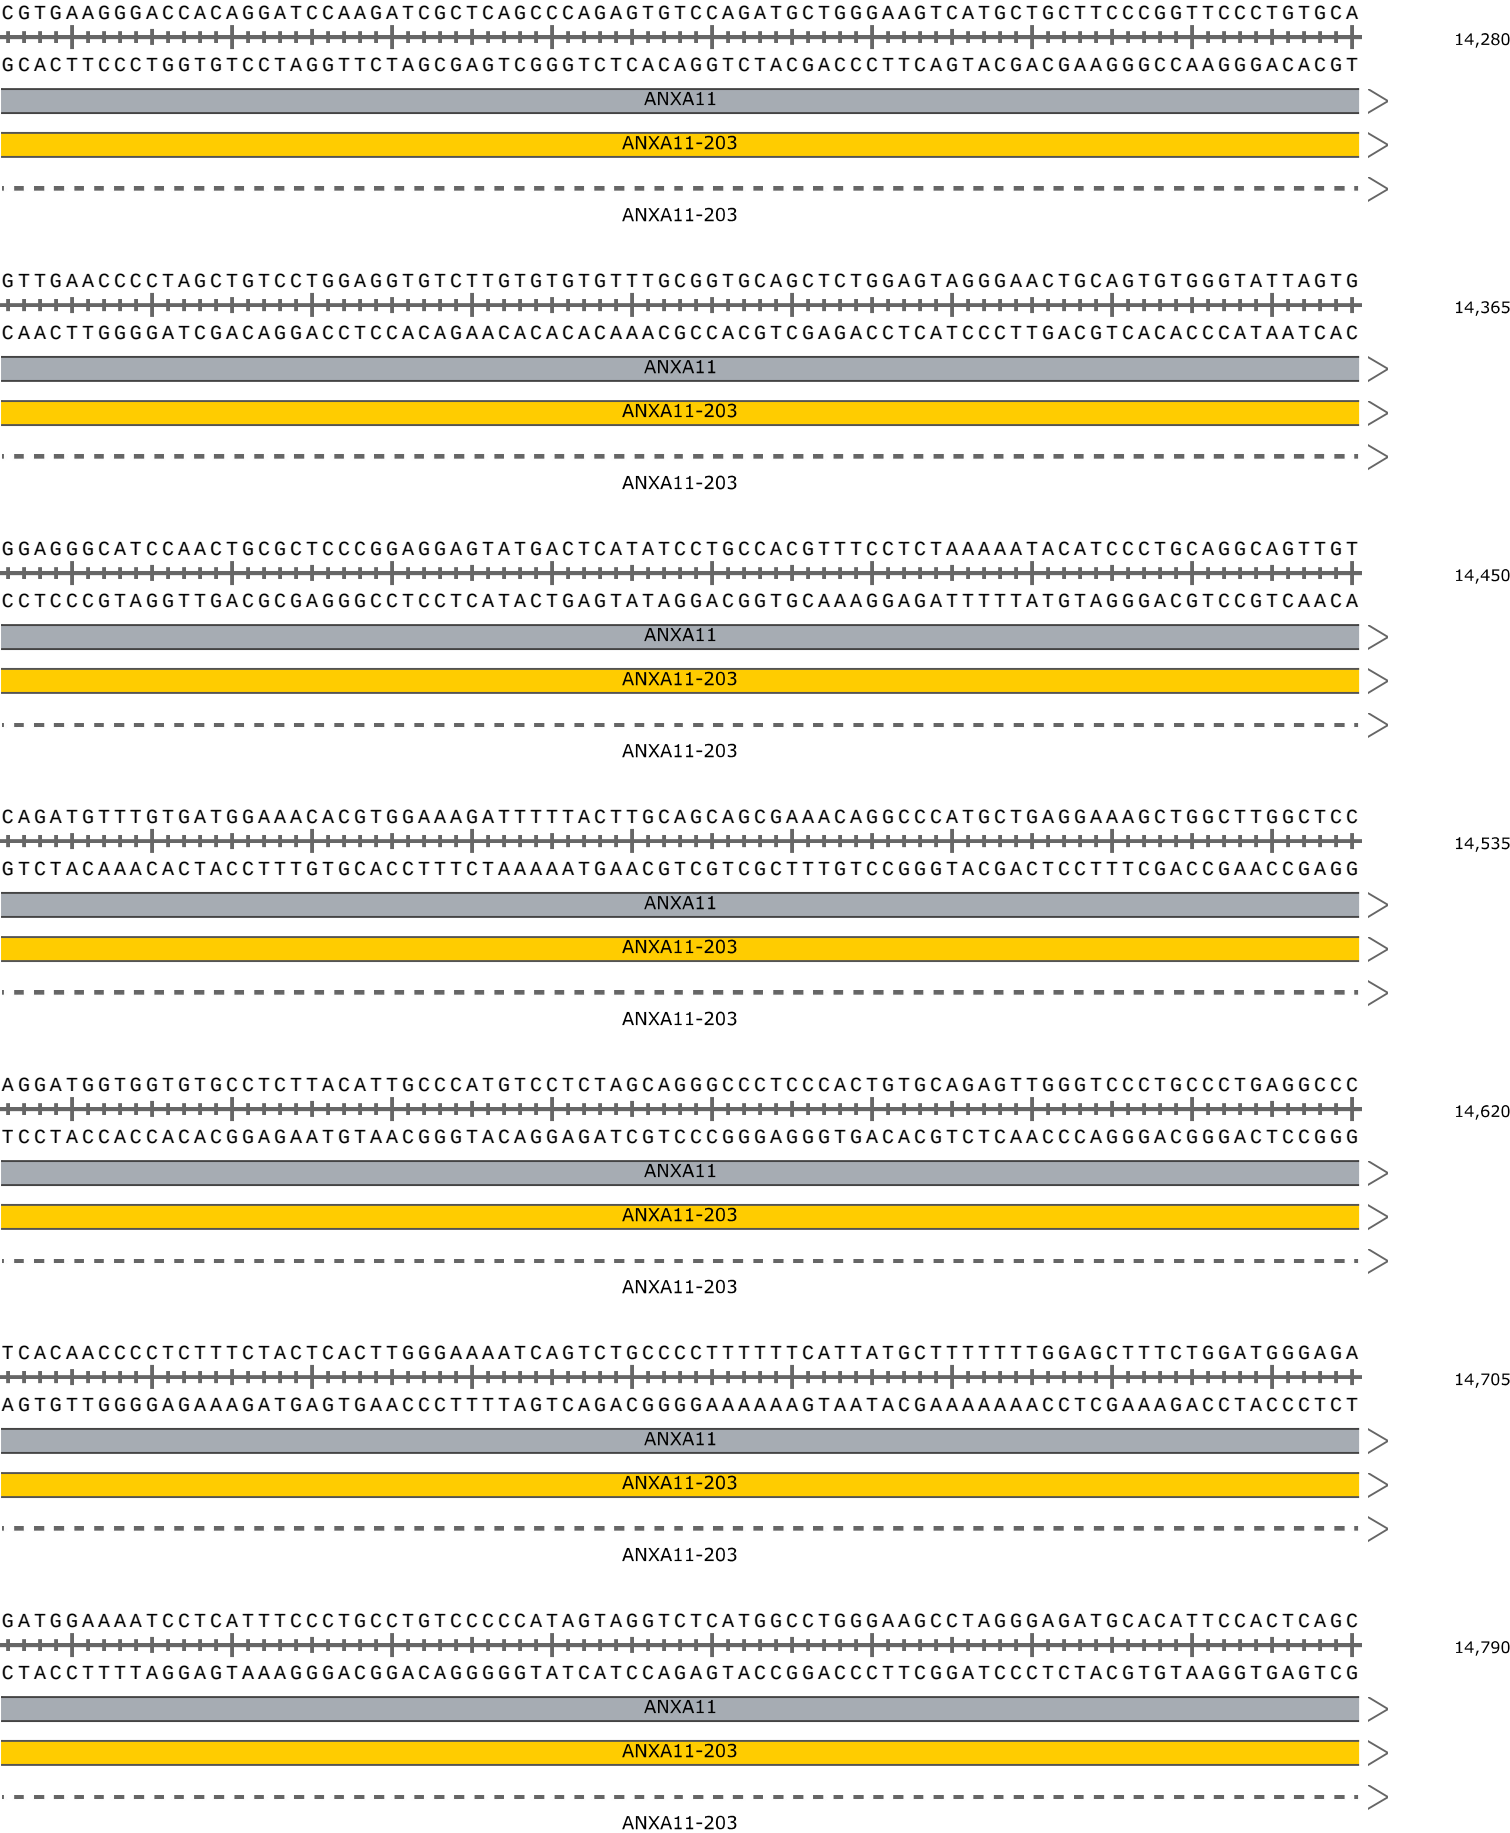 CGTGAAGGGACCACAGGATCCAAGATCGCTCAGCCCAGAGTGTCCAGATGCTGGGAAGTCATGCTGCTTCCCGGTTCCCTGTGCA
14,280
GCACTTCCCTGGTGTCCTAGGTTCTAGCGAGTCGGGTCTCACAGGTCTACGACCCTTCAGTACGACGAAGGGCCAAGGGACACGT
ANXA11
ANXA11-203
ANXA11-203
GTTGAACCCCTAGCTGTCCTGGAGGTGTCTTGTGTGTGTTTGCGGTGCAGCTCTGGAGTAGGGAACTGCAGTGTGGGTATTAGTG
14,365
CAACTTGGGGATCGACAGGACCTCCACAGAACACACACAAACGCCACGTCGAGACCTCATCCCTTGACGTCACACCCATAATCAC
ANXA11
ANXA11-203
ANXA11-203
GGAGGGCATCCAACTGCGCTCCCGGAGGAGTATGACTCATATCCTGCCACGTTTCCTCTAAAAATACATCCCTGCAGGCAGTTGT
14,450
CCTCCCGTAGGTTGACGCGAGGGCCTCCTCATACTGAGTATAGGACGGTGCAAAGGAGATTTTTATGTAGGGACGTCCGTCAACA
ANXA11
ANXA11-203
ANXA11-203
CAGATGTTTGTGATGGAAACACGTGGAAAGATTTTTACTTGCAGCAGCGAAACAGGCCCATGCTGAGGAAAGCTGGCTTGGCTCC
14,535
GTCTACAAACACTACCTTTGTGCACCTTTCTAAAAATGAACGTCGTCGCTTTGTCCGGGTACGACTCCTTTCGACCGAACCGAGG
ANXA11
ANXA11-203
ANXA11-203
AGGATGGTGGTGTGCCTCTTACATTGCCCATGTCCTCTAGCAGGGCCCTCCCACTGTGCAGAGTTGGGTCCCTGCCCTGAGGCCC
14,620
TCCTACCACCACACGGAGAATGTAACGGGTACAGGAGATCGTCCCGGGAGGGTGACACGTCTCAACCCAGGGACGGGACTCCGGG
ANXA11
ANXA11-203
ANXA11-203
TCACAACCCCTCTTTCTACTCACTTGGGAAAATCAGTCTGCCCCTTTTTTCATTATGCTTTTTTTGGAGCTTTCTGGATGGGAGA
14,705
AGTGTTGGGGAGAAAGATGAGTGAACCCTTTTAGTCAGACGGGGAAAAAAGTAATACGAAAAAAACCTCGAAAGACCTACCCTCT
ANXA11
ANXA11-203
ANXA11-203
GATGGAAAATCCTCATTTCCCTGCCTGTCCCCCATAGTAGGTCTCATGGCCTGGGAAGCCTAGGGAGATGCACATTCCACTCAGC
14,790
CTACCTTTTAGGAGTAAAGGGACGGACAGGGGGTATCATCCAGAGTACCGGACCCTTCGGATCCCTCTACGTGTAAGGTGAGTCG
ANXA11
ANXA11-203
ANXA11-203